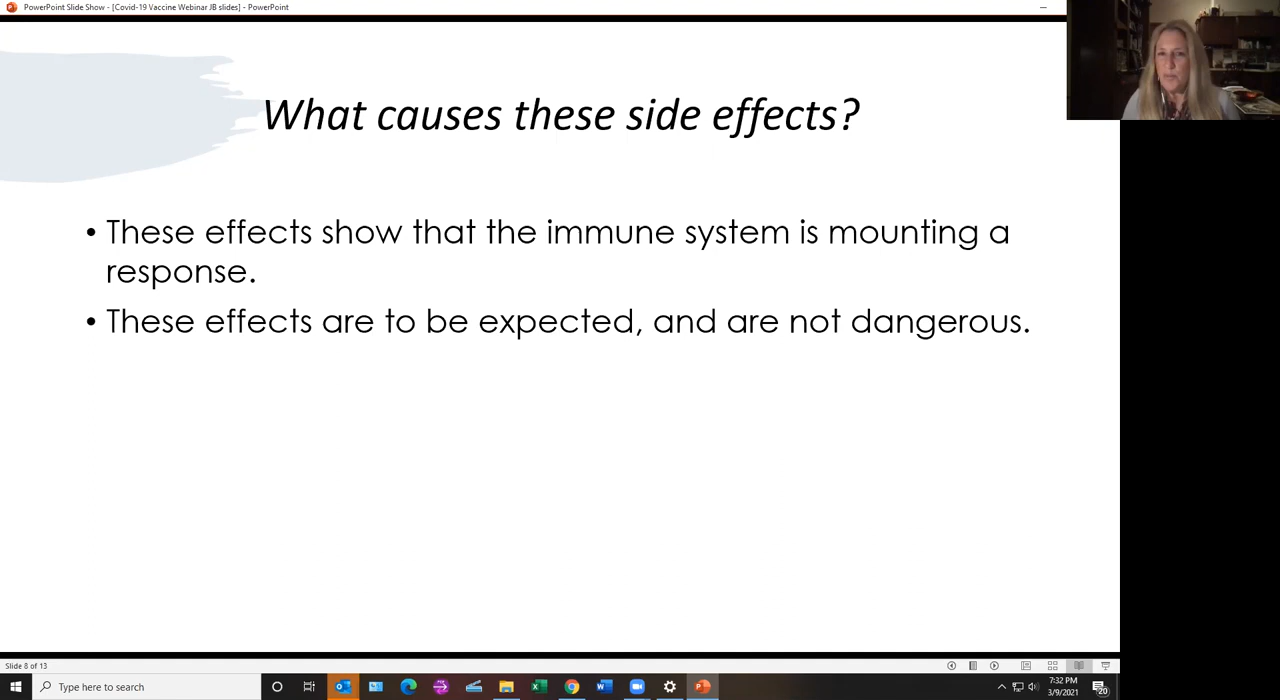 PowerPoint Slide Show - [Covid-19 Vaccine Webinar JB slides] - PowerPoint
What causes these side effects?
• These effects show that the immune system is mounting a
response.
• These effects are to be expected, and are not dangerous.
Slide 8 of 13
Type here to search
7:32 PM
3/9/2021
20